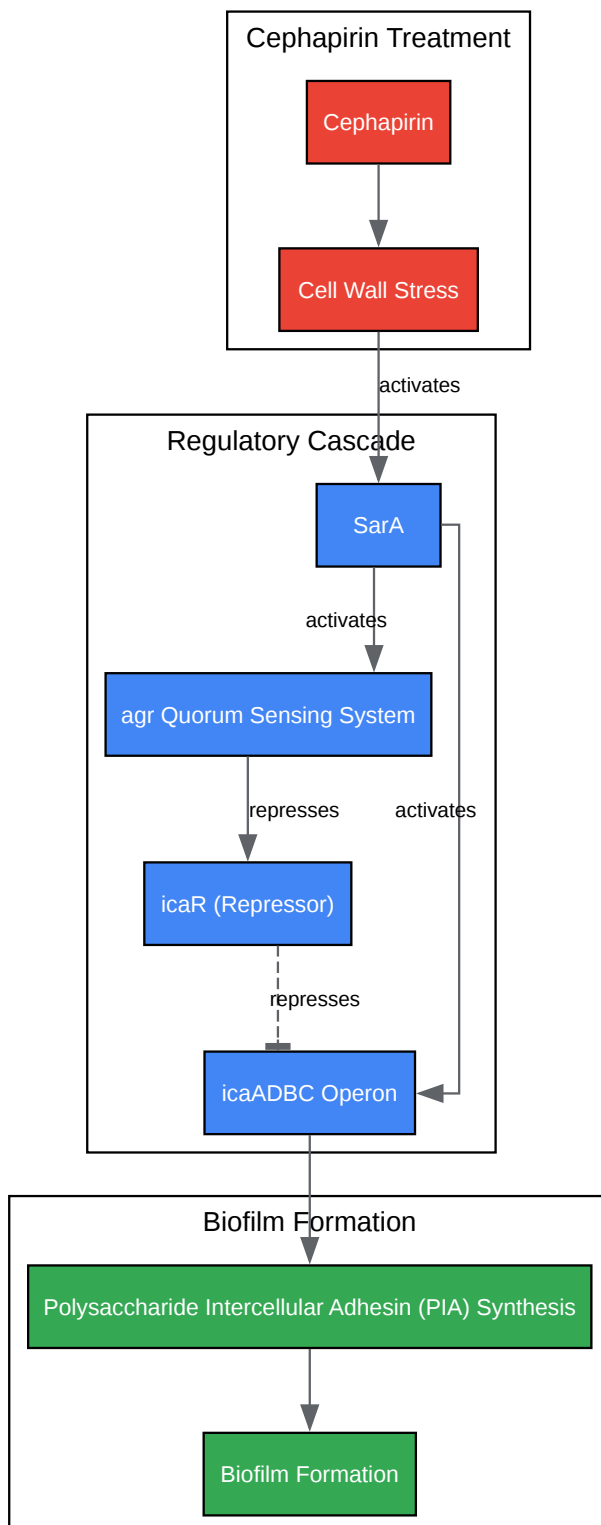 Cephapirin Treatment
Cephapirin
Cell Wall Stress
activates
Regulatory Cascade
SarA
activates
agr Quorum Sensing System
represses
activates
icaR (Repressor)
represses
icaADBC Operon
Biofilm Formation
Polysaccharide Intercellular Adhesin (PIA) Synthesis
Biofilm Formation